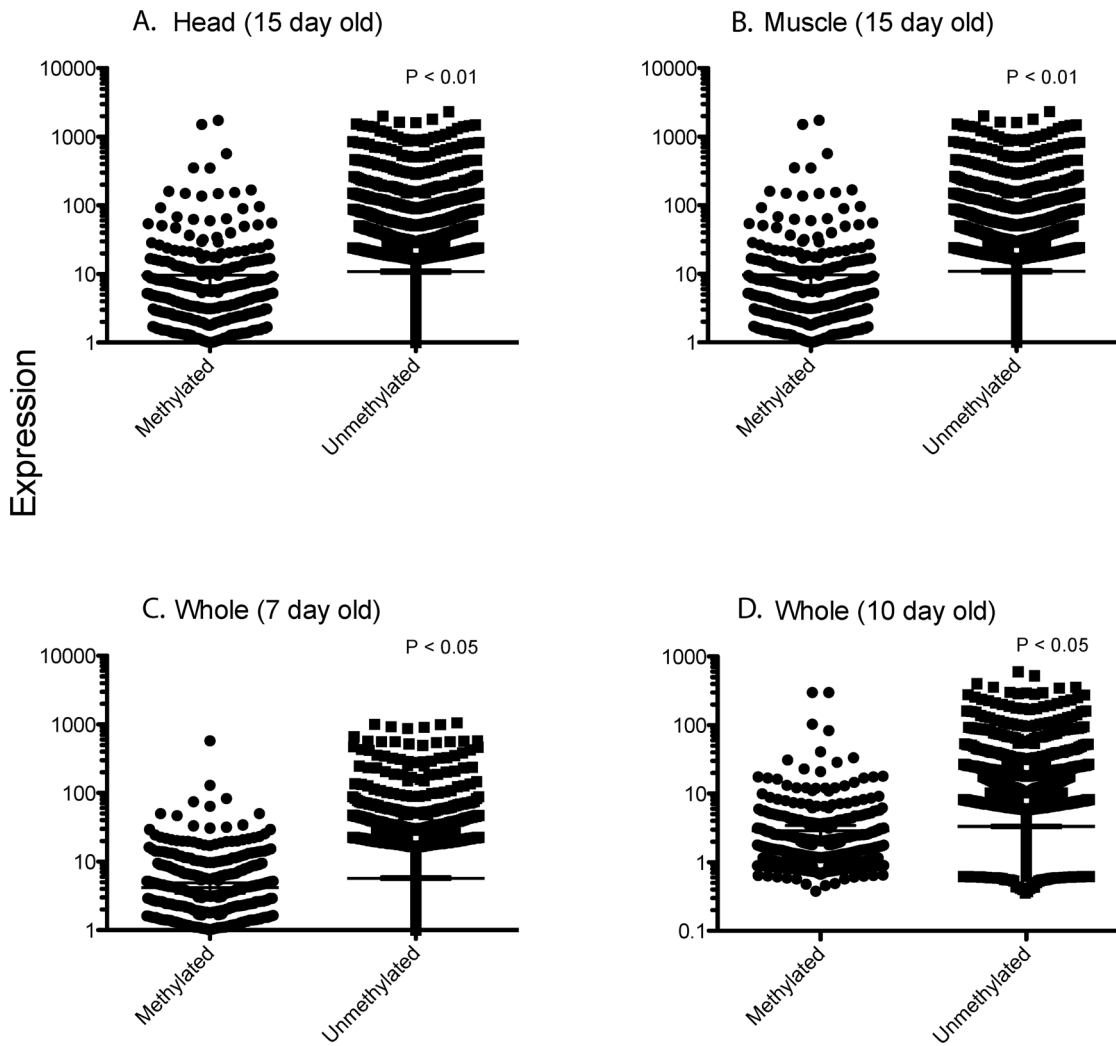 A. Head (15 day old)
P < 0.01
10000
1000
100
10
1
Methylated
Unmethylated
B. Muscle (15 day old)
P < 0.01
10000
1000
100
10
1
Methylated
Unmethylated
Expression
C. Whole (7 day old)
P < 0.05
10000
1000
100
10
1
Methylated
Unmethylated
D. Whole (10 day old)
P < 0.05
1000
100
10
1
0.1
Methylated
Unmethylated